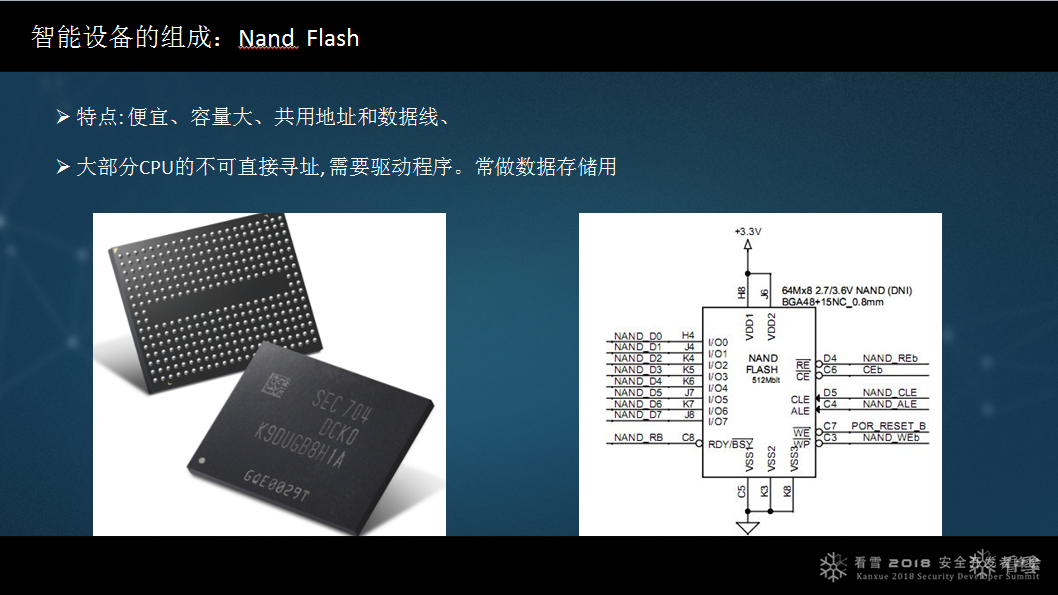 智能设备的组成：Nand Flash
➢ 特点: 便宜、容量大、共用地址和数据线、
➢ 大部分CPU的不可直接寻址, 需要驱动程序。常做数据存储用
SEC 704
DCK0
K9DUGB8H1A
GQE0029T
+3.3V
H8
J6
64Mx8 2.7/3.6V NAND (DNI)
BGA48+15NC_0.8mm
VDD1
VDD2
NAND
FLASH
512Mbit
NAND_D0 H4 I/O0
NAND_D1 J4 I/O1
NAND_D2 K4 I/O2
NAND_D3 K5 I/O3
NAND_D4 K6 I/O4
NAND_D5 J7 I/O5
NAND_D6 K7 I/O6
NAND_D7 J8 I/O7
NAND_RB C8 RDY/BSY
RE D4 NAND_REb
CE C6 CEb
CLE D5 NAND_CLE
ALE C4 NAND_ALE
WE C7 POR_RESET_B
WP C3 NAND_WEb
VSS1
VSS2
VSS3
C5
K3
K8
看雪 2018 安全开发者峰会
Kanxue 2018 Security Developer Summit
看雪